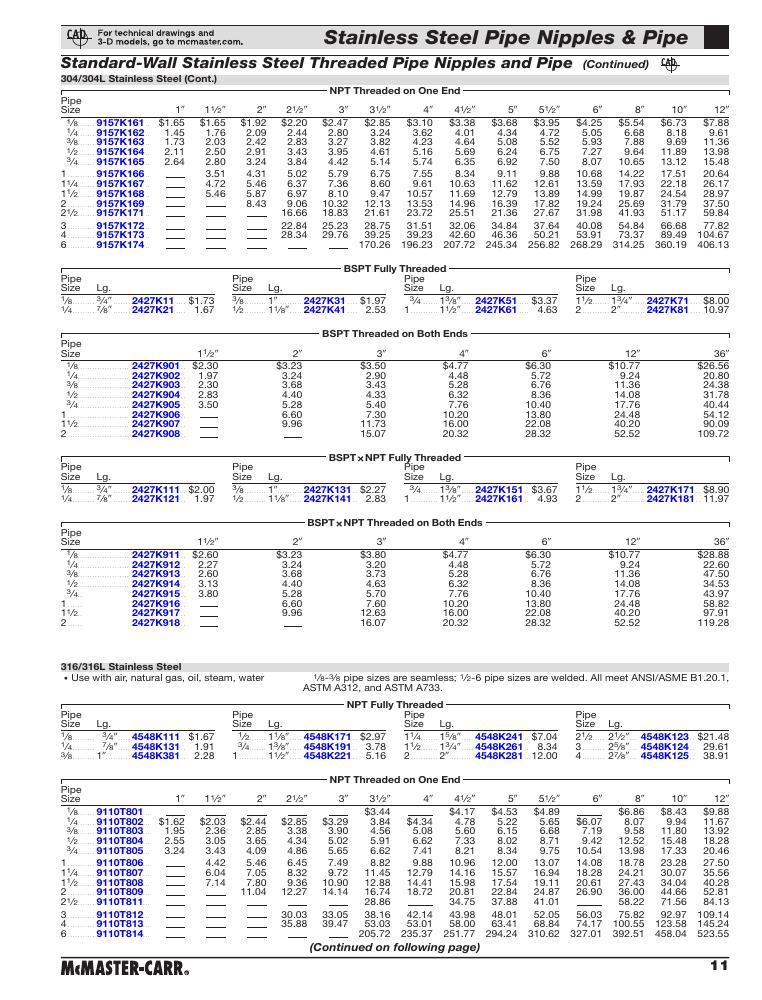 CAD For technical drawings and
3-D models, go to mcmaster.com.
Stainless Steel Pipe Nipples & Pipe
Standard-Wall Stainless Steel Threaded Pipe Nipples and Pipe (Continued) CAD
304/304L Stainless Steel (Cont.)
NPT Threaded on One End
Pipe
Size 1″ 1½″ 2″ 2½″ 3″ 3½″ 4″ 4½″ 5″ 5½″ 6″ 8″ 10″ 12″
⅛ 9157K161 $1.65 $1.65 $1.92 $2.20 $2.47 $2.85 $3.10 $3.38 $3.68 $3.95 $4.25 $5.54 $6.73 $7.88
¼ 9157K162 1.45 1.76 2.09 2.44 2.80 3.24 3.62 4.01 4.34 4.72 5.05 6.68 8.18 9.61
⅜ 9157K163 1.73 2.03 2.42 2.83 3.27 3.82 4.23 4.64 5.08 5.52 5.93 7.88 9.69 11.36
½ 9157K164 2.11 2.50 2.91 3.43 3.95 4.61 5.16 5.69 6.24 6.75 7.27 9.64 11.89 13.98
¾ 9157K165 2.64 2.80 3.24 3.84 4.42 5.14 5.74 6.35 6.92 7.50 8.07 10.65 13.12 15.48
1 9157K166 — 3.51 4.31 5.02 5.79 6.75 7.55 8.34 9.11 9.88 10.68 14.22 17.51 20.64
1¼ 9157K167 — 4.72 5.46 6.37 7.36 8.60 9.61 10.63 11.62 12.61 13.59 17.93 22.18 26.17
1½ 9157K168 — 5.46 5.87 6.97 8.10 9.47 10.57 11.69 12.79 13.89 14.99 19.87 24.54 28.97
2 9157K169 — — 8.43 9.06 10.32 12.13 13.53 14.96 16.39 17.82 19.24 25.69 31.79 37.50
2½ 9157K171 — — — 16.66 18.83 21.61 23.72 25.51 21.36 27.67 31.98 41.93 51.17 59.84
3 9157K172 — — — 22.84 25.23 28.75 31.51 32.06 34.84 37.64 40.08 54.84 66.68 77.82
4 9157K173 — — — 28.34 29.76 39.25 39.23 42.60 46.36 50.21 53.91 73.37 89.49 104.67
6 9157K174 — — — — — 170.26 196.23 207.72 245.34 256.82 268.29 314.25 360.19 406.13
BSPT Fully Threaded
Pipe Pipe Pipe Pipe
Size Lg. Size Lg. Size Lg. Size Lg.
⅛ ¾″ 2427K11 $1.73 ⅜ 1″ 2427K31 $1.97 ¾ 1⅜″ 2427K51 $3.37 1½ 1¾″ 2427K71 $8.00
¼ ⅞″ 2427K21 1.67 ½ 1⅛″ 2427K41 2.53 1 1½″ 2427K61 4.63 2 2″ 2427K81 10.97
BSPT Threaded on Both Ends
Pipe
Size 1½″ 2″ 3″ 4″ 6″ 12″ 36″
⅛ 2427K901 $2.30 $3.23 $3.50 $4.77 $6.30 $10.77 $26.56
¼ 2427K902 1.97 3.24 2.90 4.48 5.72 9.24 20.80
⅜ 2427K903 2.30 3.68 3.43 5.28 6.76 11.36 24.38
½ 2427K904 2.83 4.40 4.33 6.32 8.36 14.08 31.78
¾ 2427K905 3.50 5.28 5.40 7.76 10.40 17.76 40.44
1 2427K906 — 6.60 7.30 10.20 13.80 24.48 54.12
1½ 2427K907 — 9.96 11.73 16.00 22.08 40.20 90.09
2 2427K908 — — 15.07 20.32 28.32 52.52 109.72
BSPT x NPT Fully Threaded
Pipe Pipe Pipe Pipe
Size Lg. Size Lg. Size Lg. Size Lg.
⅛ ¾″ 2427K111 $2.00 ⅜ 1″ 2427K131 $2.27 ¾ 1⅜″ 2427K151 $3.67 1½ 1¾″ 2427K171 $8.90
¼ ⅞″ 2427K121 1.97 ½ 1⅛″ 2427K141 2.83 1 1½″ 2427K161 4.93 2 2″ 2427K181 11.97
BSPT x NPT Threaded on Both Ends
Pipe
Size 1½″ 2″ 3″ 4″ 6″ 12″ 36″
⅛ 2427K911 $2.60 $3.23 $3.80 $4.77 $6.30 $10.77 $28.88
¼ 2427K912 2.27 3.24 3.20 4.48 5.72 9.24 22.60
⅜ 2427K913 2.60 3.68 3.73 5.28 6.76 11.36 47.50
½ 2427K914 3.13 4.40 4.63 6.32 8.36 14.08 34.53
¾ 2427K915 3.80 5.28 5.70 7.76 10.40 17.76 43.97
1 2427K916 — 6.60 7.60 10.20 13.80 24.48 58.82
1½ 2427K917 — 9.96 12.63 16.00 22.08 40.20 97.91
2 2427K918 — — 16.07 20.32 28.32 52.52 119.28
316/316L Stainless Steel
• Use with air, natural gas, oil, steam, water ⅛-⅜ pipe sizes are seamless; ½-6 pipe sizes are welded. All meet ANSI/ASME B1.20.1,
ASTM A312, and ASTM A733.
NPT Fully Threaded
Pipe Pipe Pipe Pipe
Size Lg. Size Lg. Size Lg. Size Lg.
⅛ ¾″ 4548K111 $1.67 ½ 1⅛″ 4548K171 $2.97 1¼ 1⅝″ 4548K241 $7.04 2½ 2½″ 4548K123 $21.48
¼ ⅞″ 4548K131 1.91 ¾ 1⅜″ 4548K191 3.78 1½ 1¾″ 4548K261 8.34 3 2⅝″ 4548K124 29.61
⅜ 1″ 4548K381 2.28 1 1½″ 4548K221 5.16 2 2″ 4548K281 12.00 4 2⅞″ 4548K125 38.91
NPT Threaded on One End
Pipe
Size 1″ 1½″ 2″ 2½″ 3″ 3½″ 4″ 4½″ 5″ 5½″ 6″ 8″ 10″ 12″
⅛ 9110T801 — — — — — $3.44 — $4.17 $4.53 $4.89 — $6.86 $8.43 $9.88
¼ 9110T802 $1.62 $2.03 $2.44 $2.85 $3.29 3.84 $4.34 4.78 5.22 5.65 $6.07 8.07 9.94 11.67
⅜ 9110T803 1.95 2.36 2.85 3.38 3.90 4.56 5.08 5.60 6.15 6.68 7.19 9.58 11.80 13.92
½ 9110T804 2.55 3.05 3.65 4.34 5.02 5.91 6.62 7.33 8.02 8.71 9.42 12.52 15.48 18.28
¾ 9110T805 3.24 3.43 4.09 4.86 5.65 6.62 7.41 8.21 8.34 9.75 10.54 13.98 17.33 20.46
1 9110T806 — 4.42 5.46 6.45 7.49 8.82 9.88 10.96 12.00 13.07 14.08 18.78 23.28 27.50
1¼ 9110T807 — 6.04 7.05 8.32 9.72 11.45 12.79 14.16 15.57 16.94 18.28 24.21 30.07 35.56
1½ 9110T808 — 7.14 7.80 9.36 10.90 12.88 14.41 15.98 17.54 19.11 20.61 27.43 34.04 40.28
2 9110T809 — — 11.04 12.27 14.14 16.74 18.72 20.81 22.84 24.87 26.90 36.00 44.66 52.81
2½ 9110T811 — — — — — 28.86 — 34.75 37.88 41.01 — 58.22 71.56 84.13
3 9110T812 — — — 30.03 33.05 38.16 42.14 43.98 48.01 52.05 56.03 75.82 92.97 109.14
4 9110T813 — — — 35.88 39.47 53.03 53.01 58.00 63.41 68.84 74.17 100.55 123.58 145.24
6 9110T814 — — — — — 205.72 235.37 251.77 294.24 310.62 327.01 392.51 458.04 523.55
(Continued on following page)
McMASTER-CARR® 11